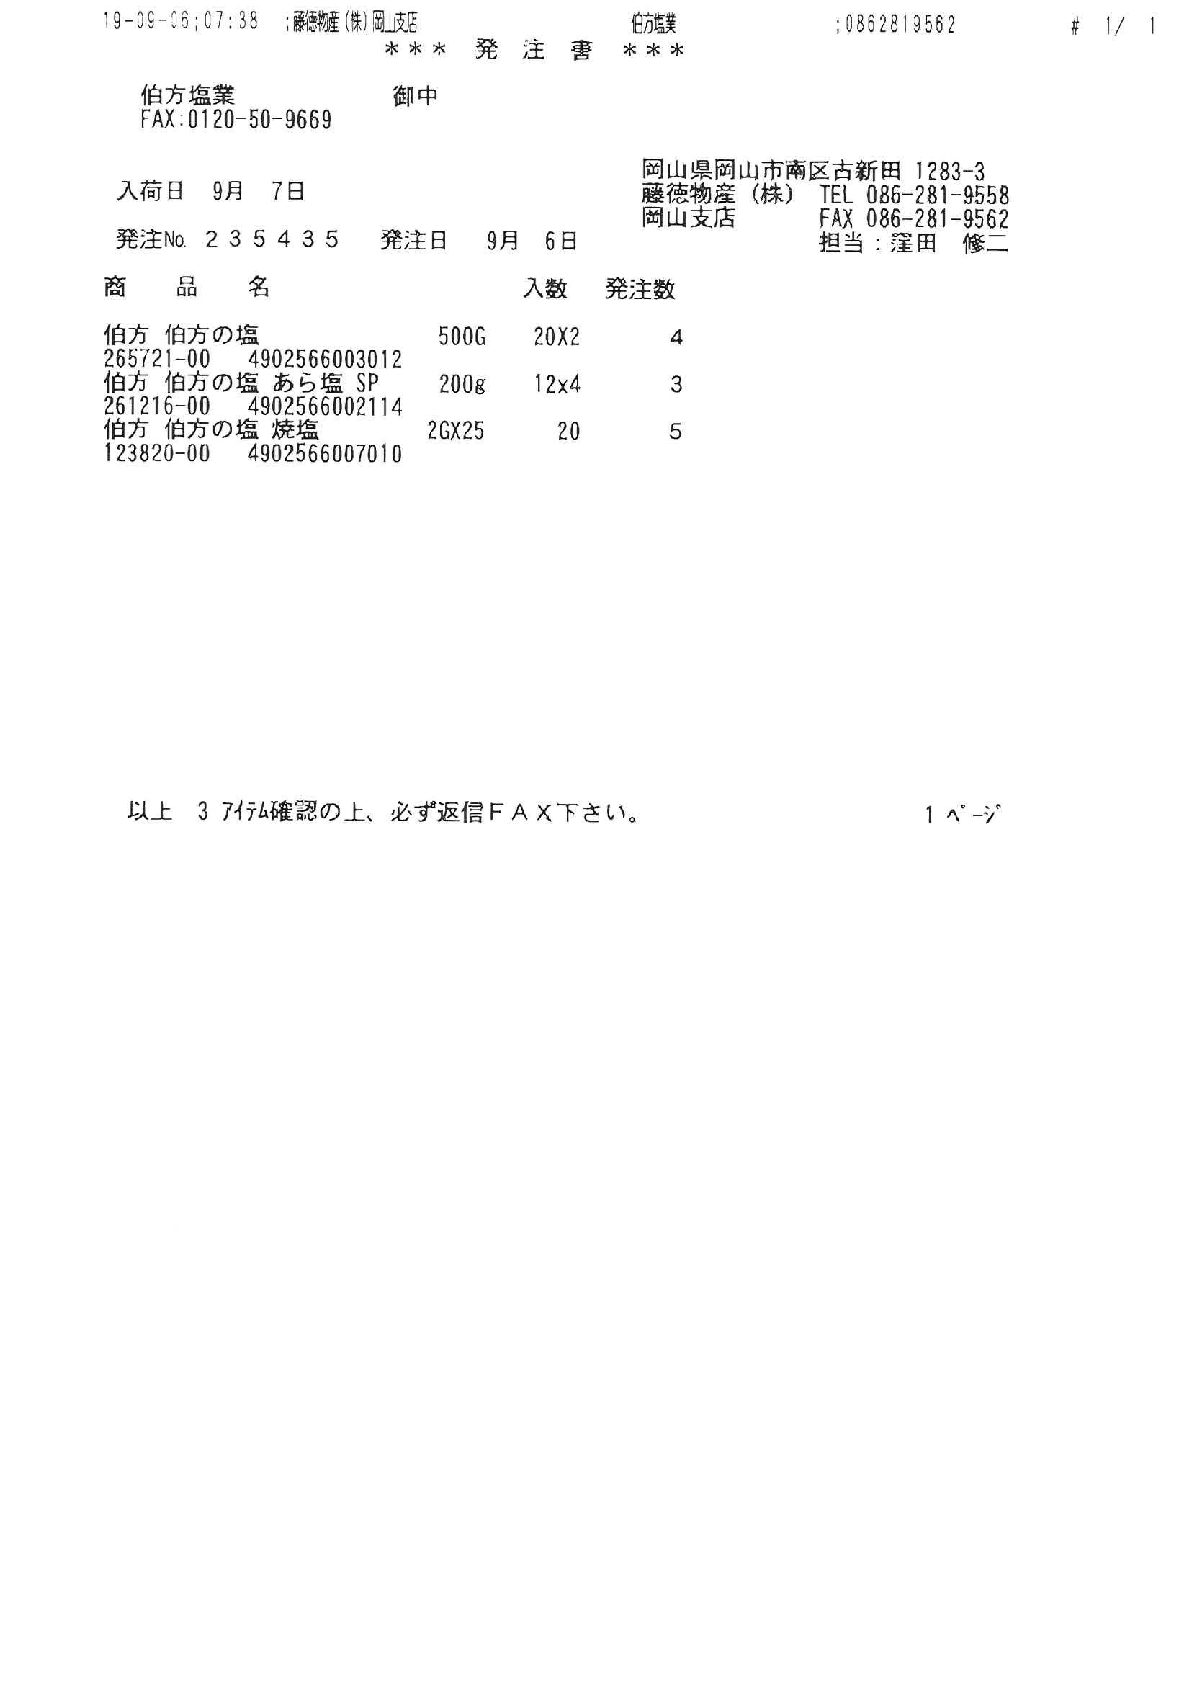 19-09-06;07:38 ;藤徳物産(株)岡山支店 伯方塩業 ;0862819562 # 1/ 1
*** 発 注 書 ***
伯方塩業 御中
FAX:0120-50-9669
岡山県岡山市南区古新田 1283-3
入荷日 9月 7日
藤徳物産(株) TEL 086-281-9558
岡山支店 FAX 086-281-9562
発注№ 235435 発注日 9月 6日
担当:窪田 修二
商 品 名 入数 発注数
伯方 伯方の塩 500G 20X2 4
265721-00 4902566003012
伯方 伯方の塩 あら塩 SP 200g 12x4 3
261216-00 4902566002114
伯方 伯方の塩 焼塩 2GX25 20 5
123820-00 4902566007010
以上 3 アイテム確認の上、必ず返信FAX下さい。 1 ページ